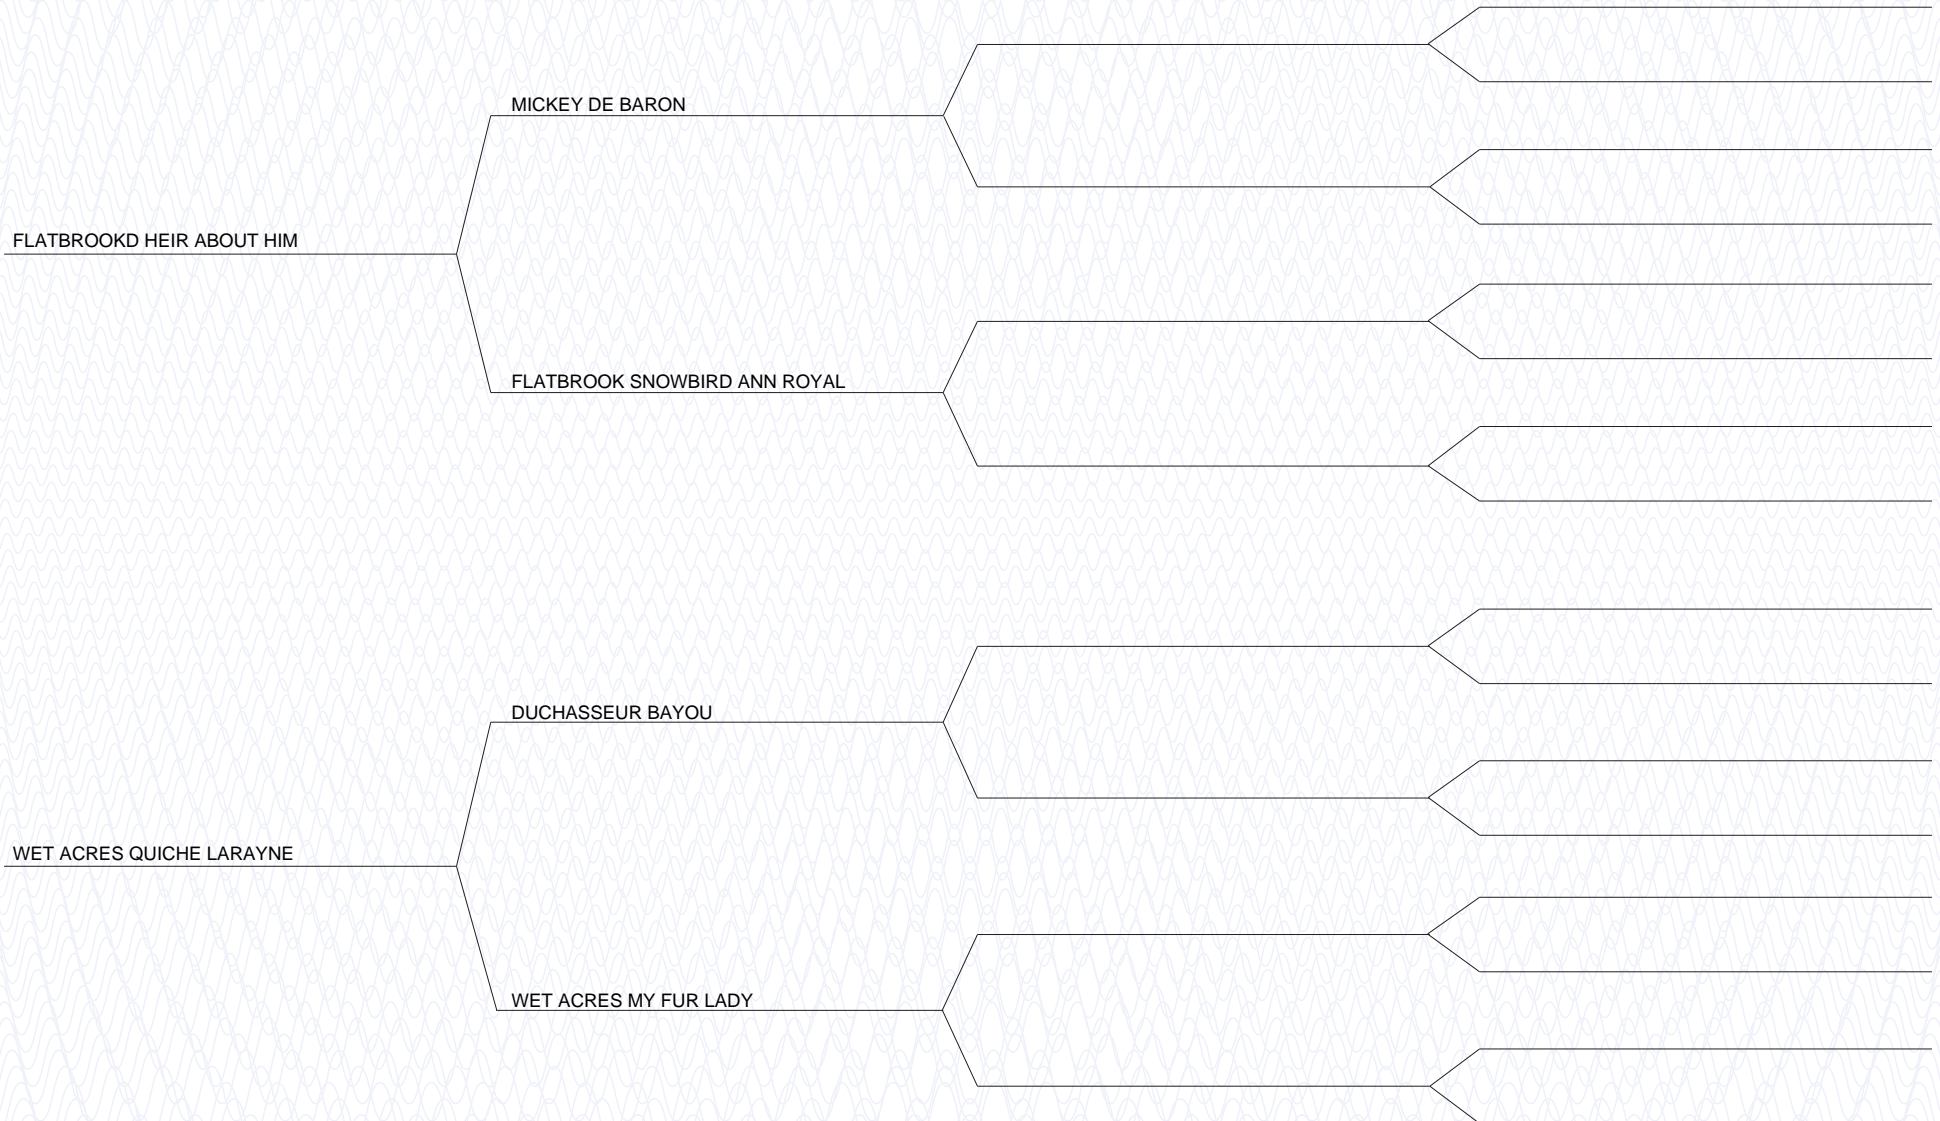 MICKEY DE BARON
FLATBROOKD HEIR ABOUT HIM
FLATBROOK SNOWBIRD ANN ROYAL
DUCHASSEUR BAYOU
WET ACRES QUICHE LARAYNE
WET ACRES MY FUR LADY